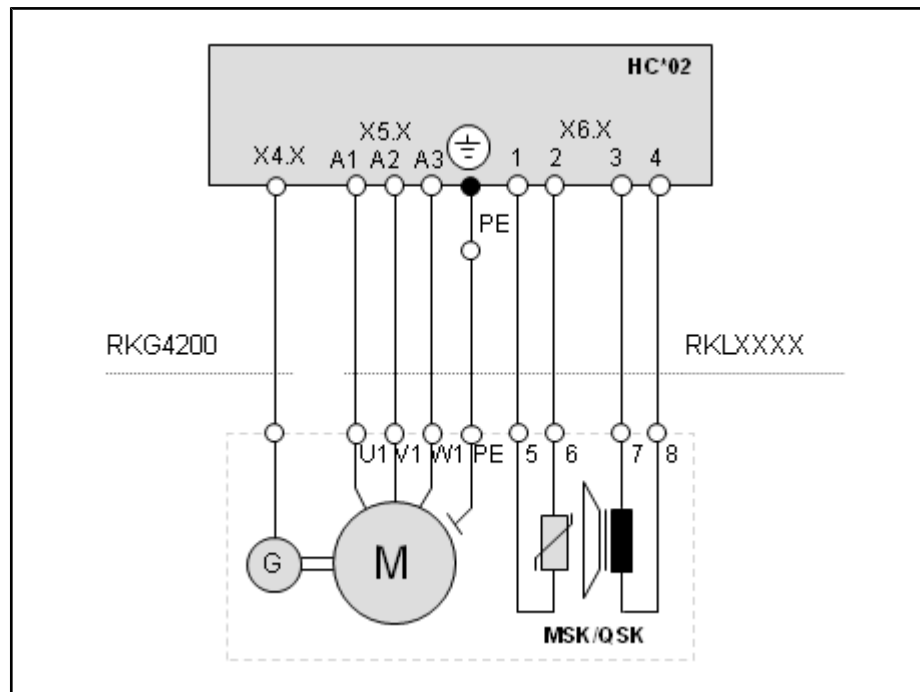 HC*02
X4.X X5.X X6.X
A1 A2 A3 1 2 3 4
PE
RKG4200 RKLXXXX
U1 V1 W1 PE 5 6 7 8
G M
MSK/QSK